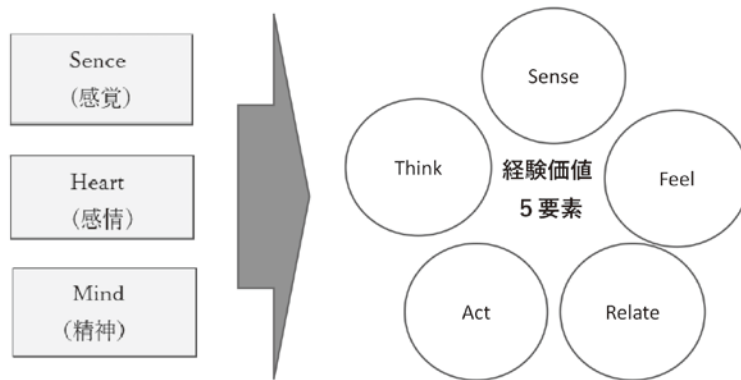 Sence
(感覚)
Heart
(感情)
Mind
(精神)
Sense
Think
経験価値
5要素
Feel
Act
Relate